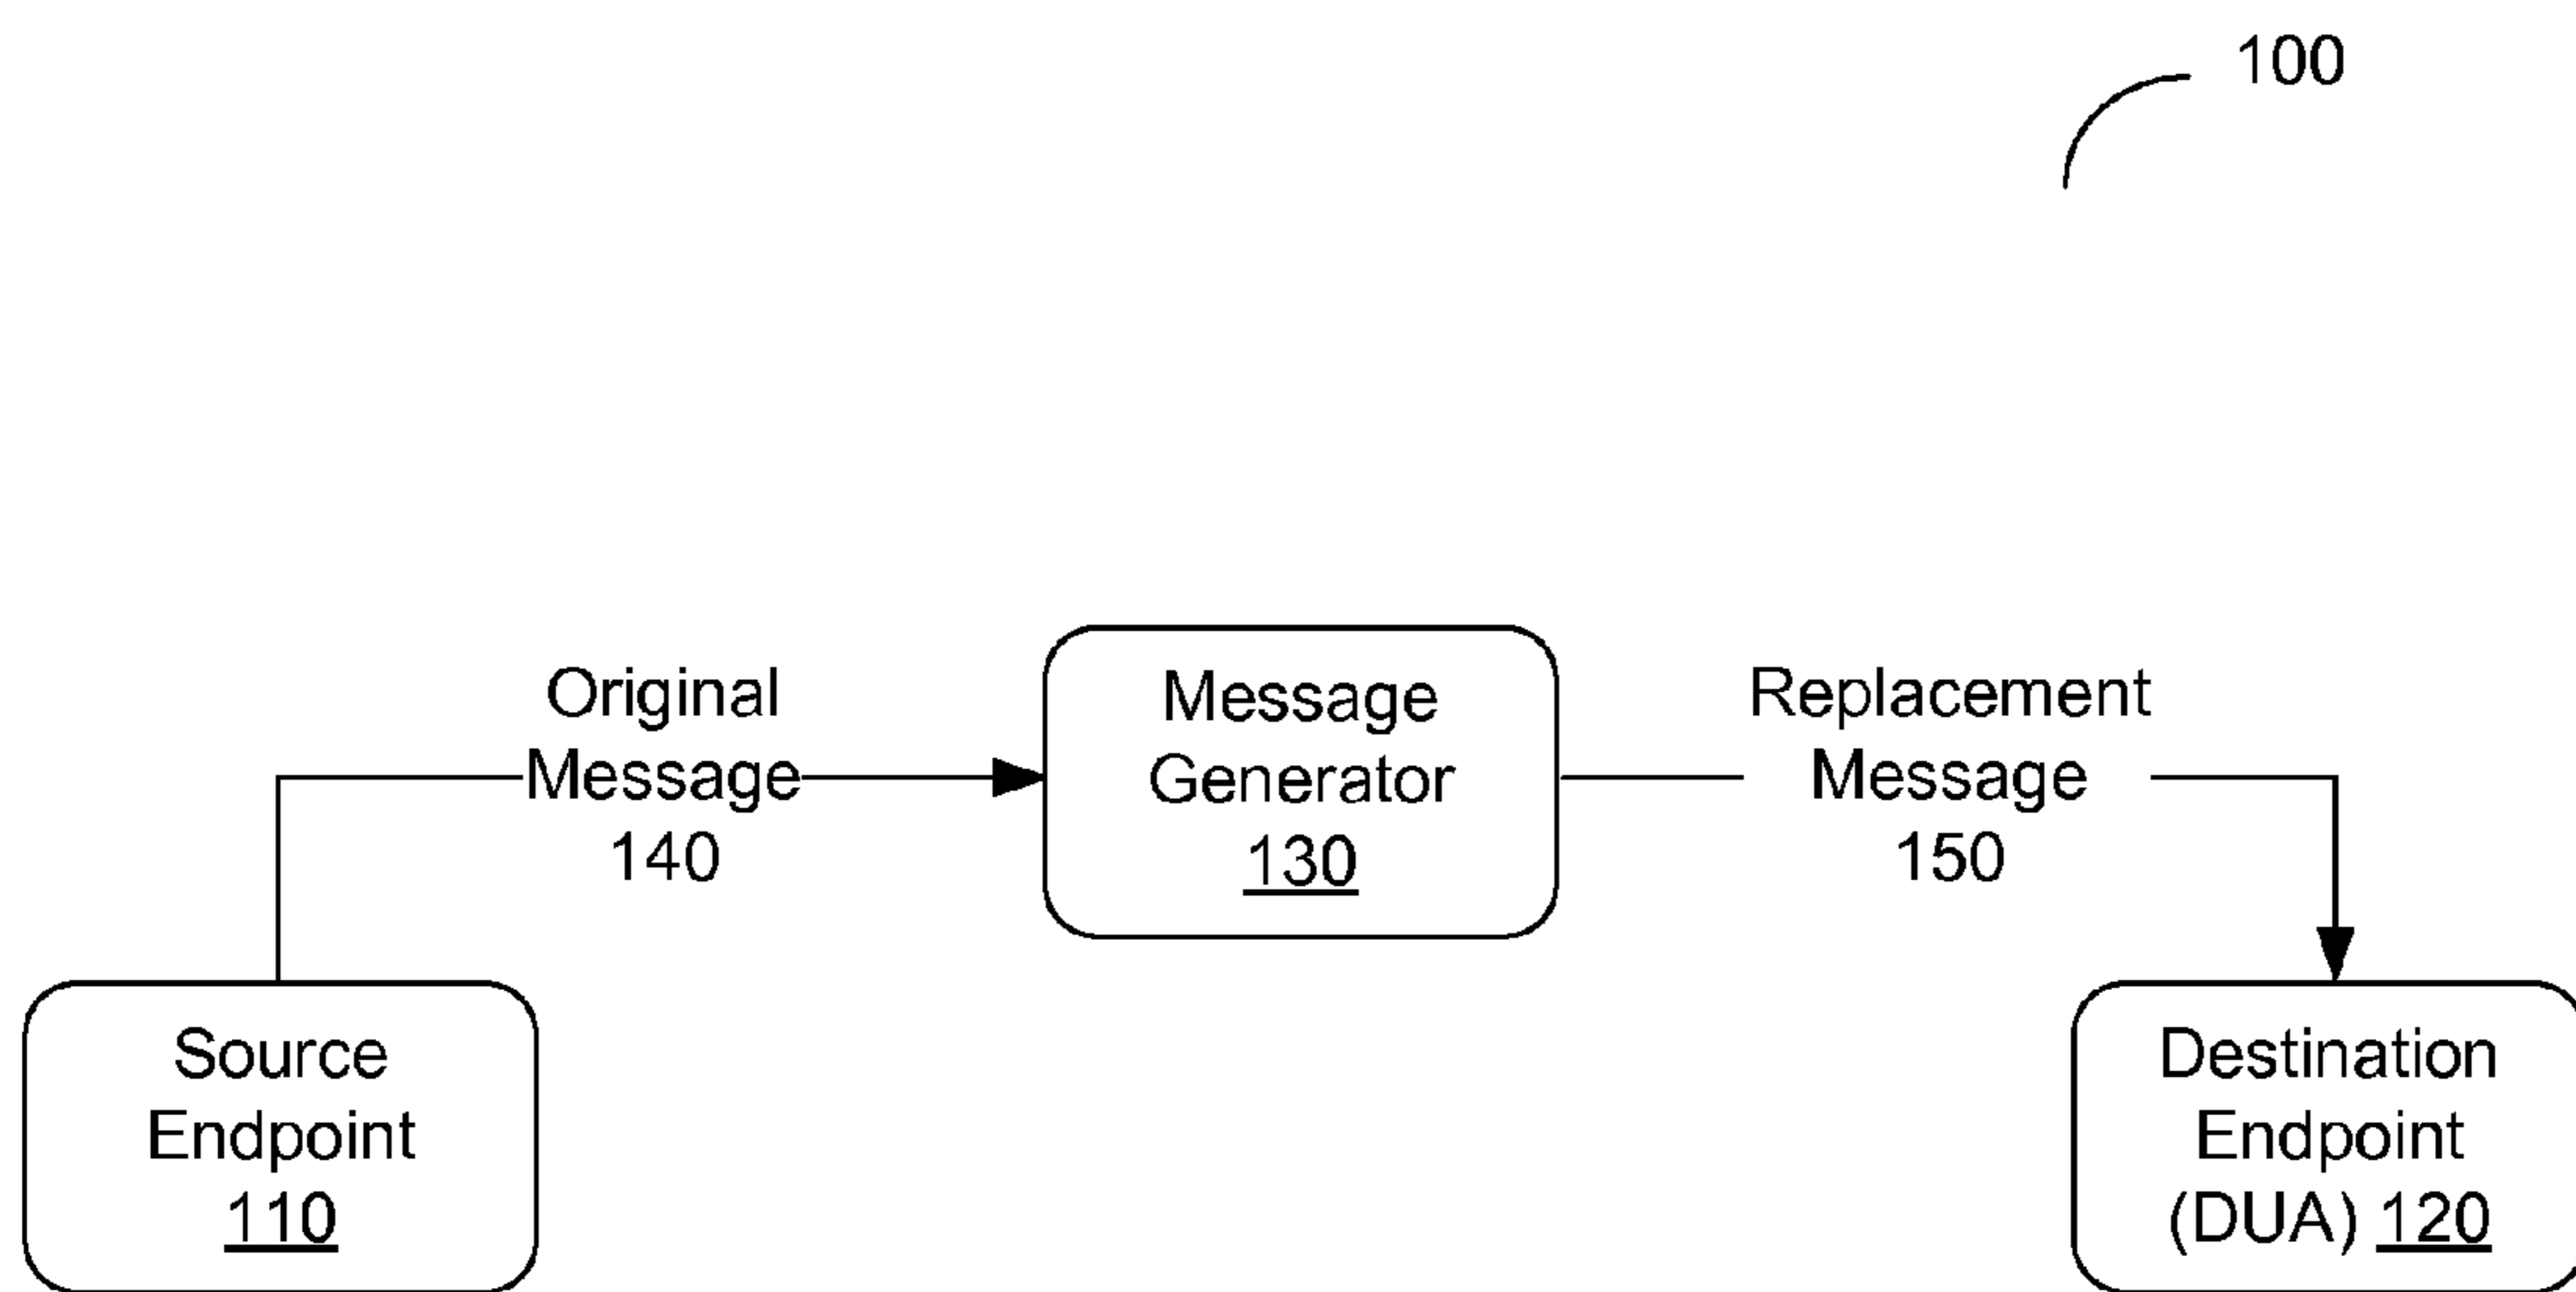 100
Original
Message
140
Message
Generator
130
Replacement
Message
150
Source
Endpoint
110
Destination
Endpoint
(DUA) 120